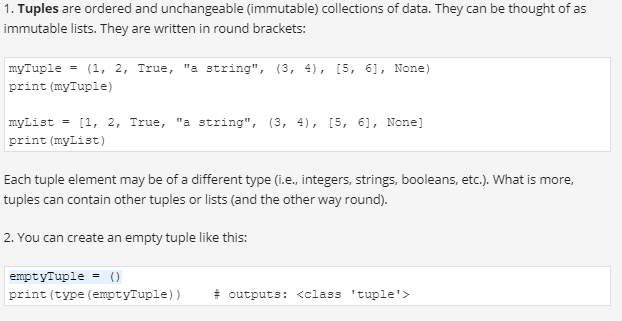 1. Tuples are ordered and unchangeable (immutable) collections of data. They can be thought of as
immutable lists. They are written in round brackets:
myTuple = (1, 2, True, "a string", (3, 4), [5, 6], None)
print(myTuple)
myList = [1, 2, True, "a string", (3, 4), [5, 6], None]
print(myList)
Each tuple element may be of a different type (i.e., integers, strings, booleans, etc.). What is more,
tuples can contain other tuples or lists (and the other way round).
2. You can create an empty tuple like this:
emptyTuple = ()
print(type(emptyTuple))    # outputs: <class 'tuple'>